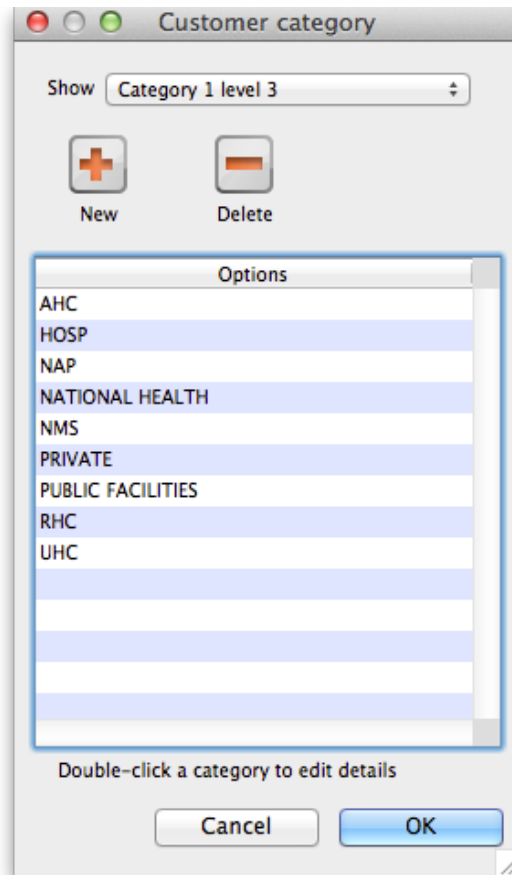 Customer category
Show Category 1 level 3
New Delete
Options
AHC
HOSP
NAP
NATIONAL HEALTH
NMS
PRIVATE
PUBLIC FACILITIES
RHC
UHC
Double-click a category to edit details
Cancel OK